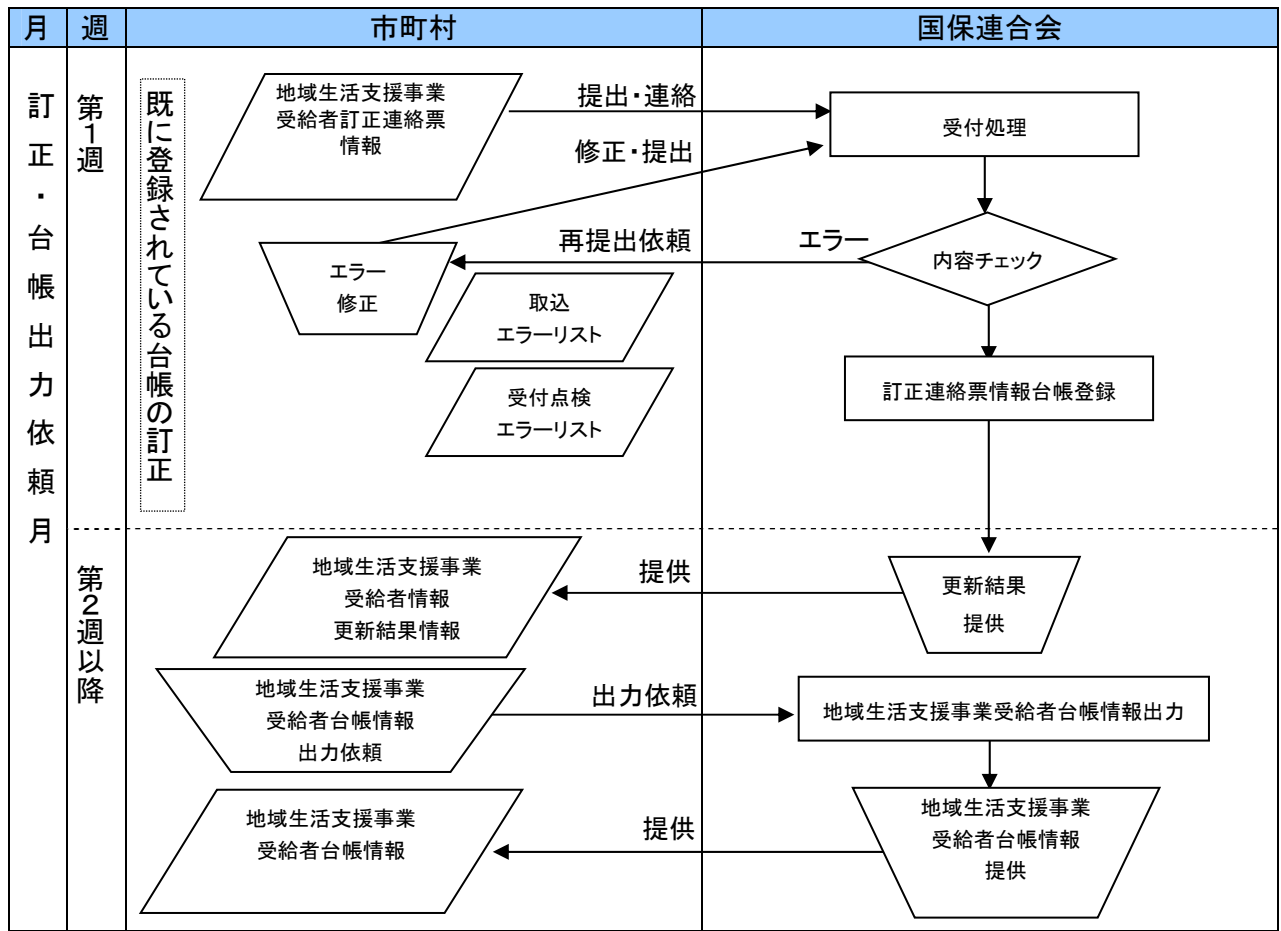 月
週
市町村
国保連合会
訂正・台帳出力依頼月
第1週
既に登録されている台帳の訂正
地域生活支援事業
受給者訂正連絡票
情報
提出・連絡
受付処理
修正・提出
エラー
修正
再提出依頼
エラー
内容チェック
取込
エラーリスト
受付点検
エラーリスト
訂正連絡票情報台帳登録
第2週以降
地域生活支援事業
受給者情報
更新結果情報
提供
更新結果
提供
地域生活支援事業
受給者台帳情報
出力依頼
出力依頼
地域生活支援事業受給者台帳情報出力
地域生活支援事業
受給者台帳情報
提供
地域生活支援事業
受給者台帳情報
提供